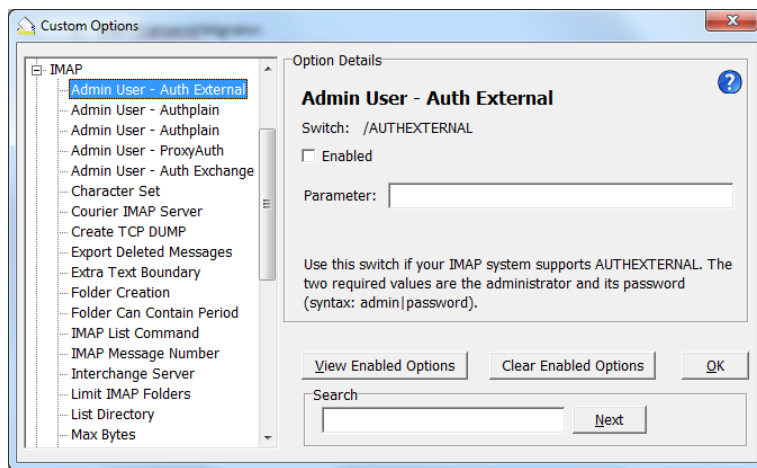 Custom Options
IMAP
Admin User - Auth External
Admin User - Authplain
Admin User - Authplain
Admin User - ProxyAuth
Admin User - Auth Exchange
Character Set
Courier IMAP Server
Create TCP DUMP
Export Deleted Messages
Extra Text Boundary
Folder Creation
Folder Can Contain Period
IMAP List Command
IMAP Message Number
Interchange Server
Limit IMAP Folders
List Directory
Max Bytes
Option Details
?
Admin User - Auth External
Switch: /AUTHEXTERNAL
Enabled
Parameter:
Use this switch if your IMAP system supports AUTHEXTERNAL. The
two required values are the administrator and its password
(syntax: admin|password).
View Enabled Options
Clear Enabled Options
OK
Search
Next